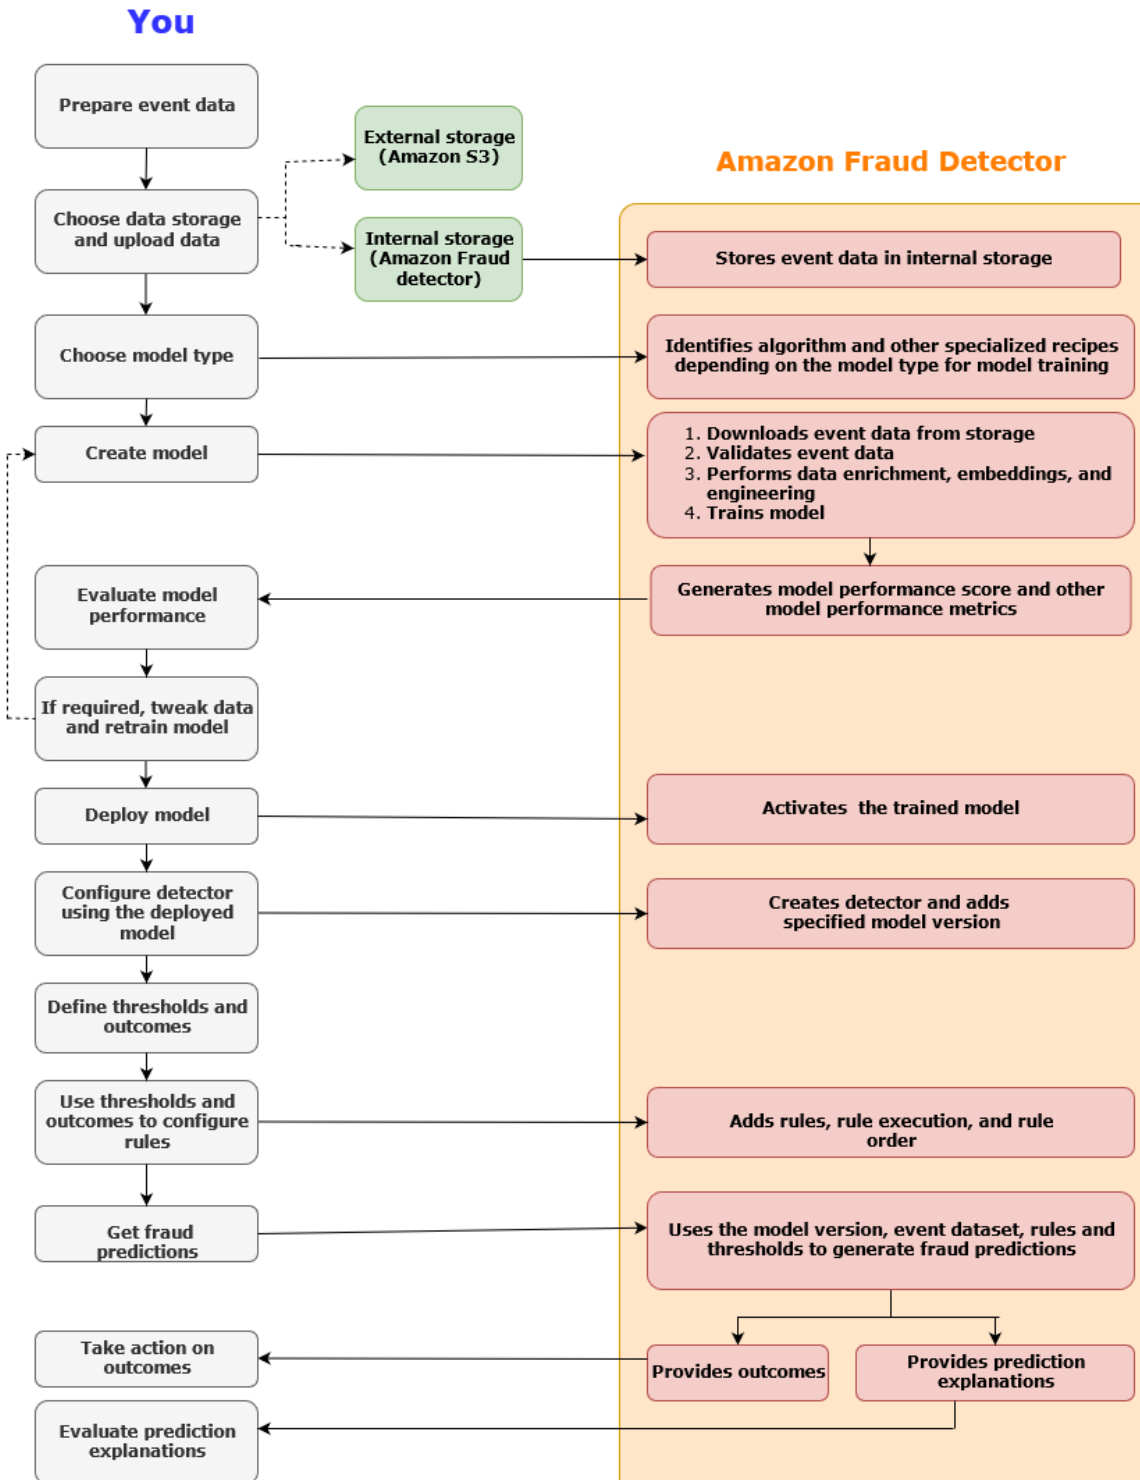 You
Prepare event data
External storage
(Amazon S3)
Amazon Fraud Detector
Choose data storage
and upload data
Internal storage
(Amazon Fraud
detector)
Stores event data in internal storage
Choose model type
Identifies algorithm and other specialized recipes
depending on the model type for model training
Create model
1. Downloads event data from storage
2. Validates event data
3. Performs data enrichment, embeddings, and
engineering
4. Trains model
Evaluate model
performance
Generates model performance score and other
model performance metrics
If required, tweak data
and retrain model
Deploy model
Activates the trained model
Configure detector
using the deployed
model
Creates detector and adds
specified model version
Define thresholds and
outcomes
Use thresholds and
outcomes to configure
rules
Adds rules, rule execution, and rule
order
Get fraud
predictions
Uses the model version, event dataset, rules and
thresholds to generate fraud predictions
Take action on
outcomes
Provides outcomes
Provides prediction
explanations
Evaluate prediction
explanations